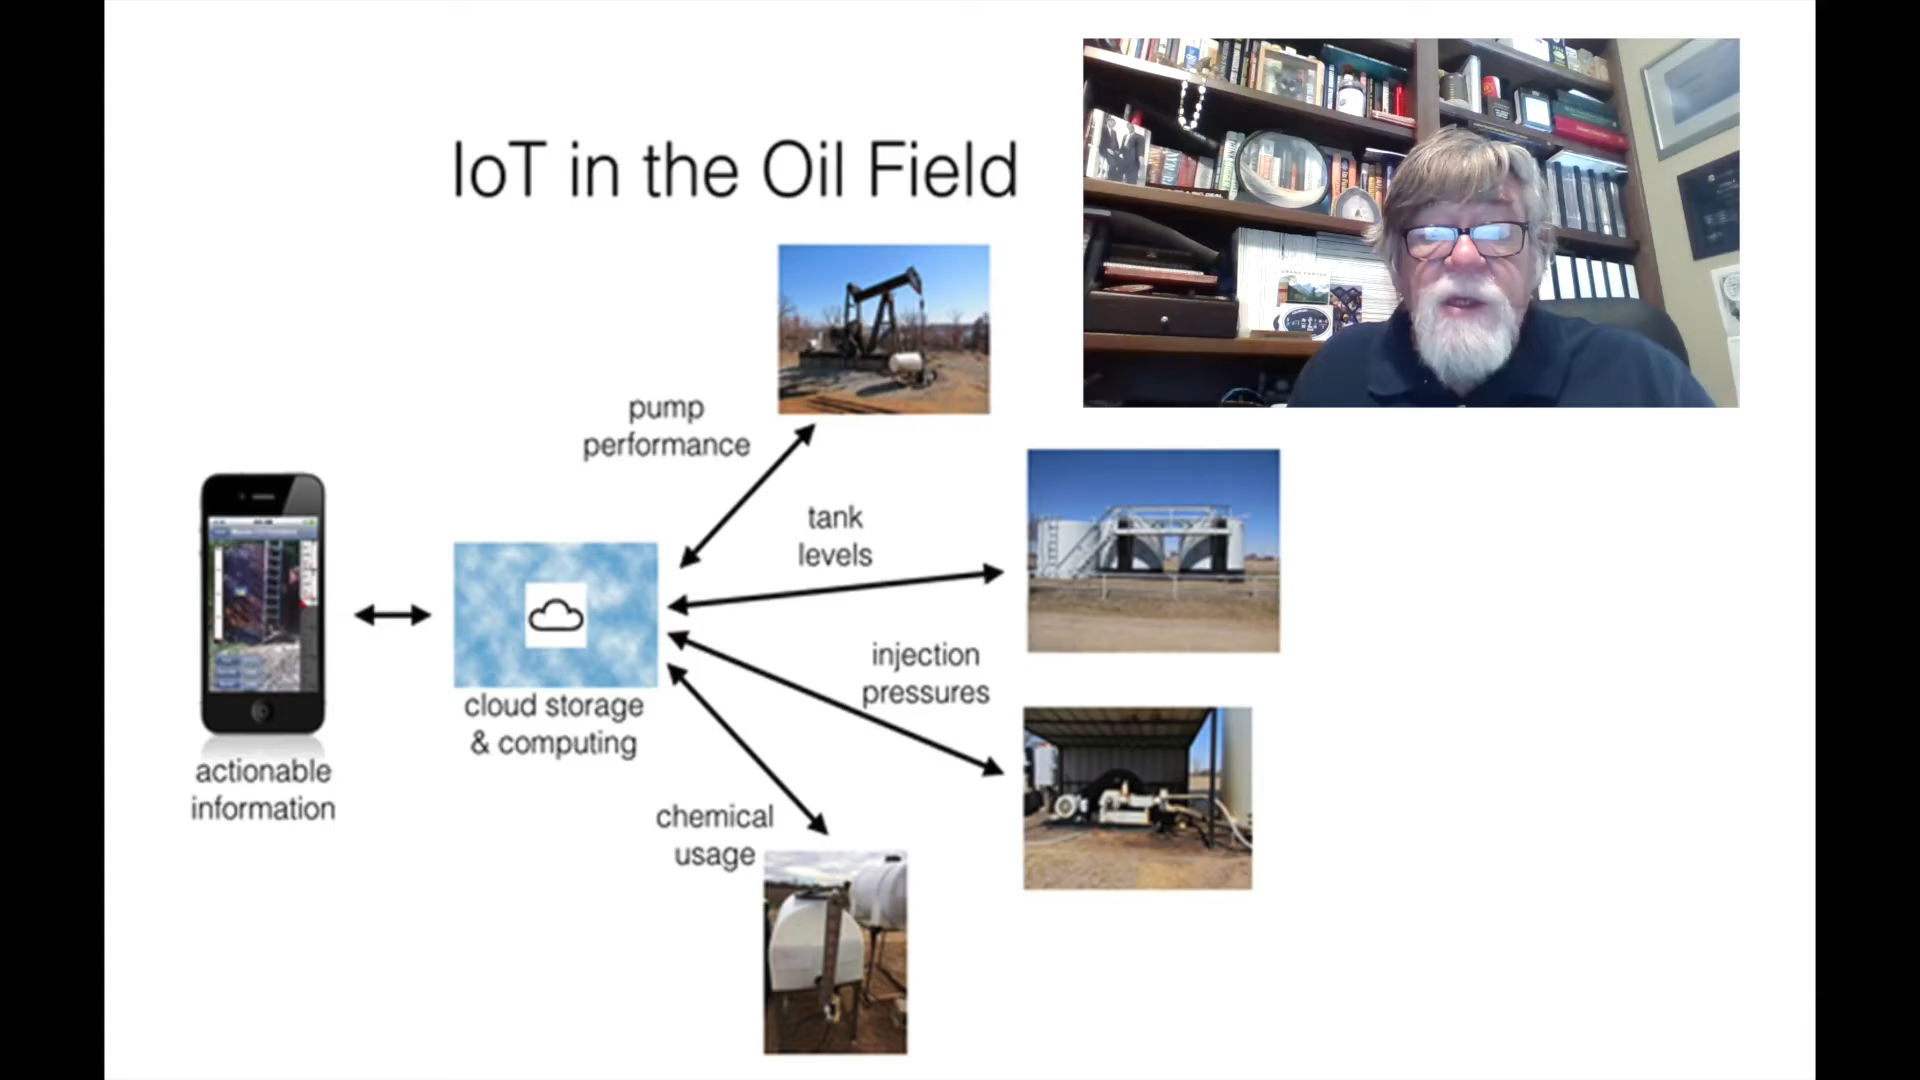 IoT in the Oil Field
pump
performance
tank
levels
injection
pressures
cloud storage
& computing
actionable
information
chemical
usage